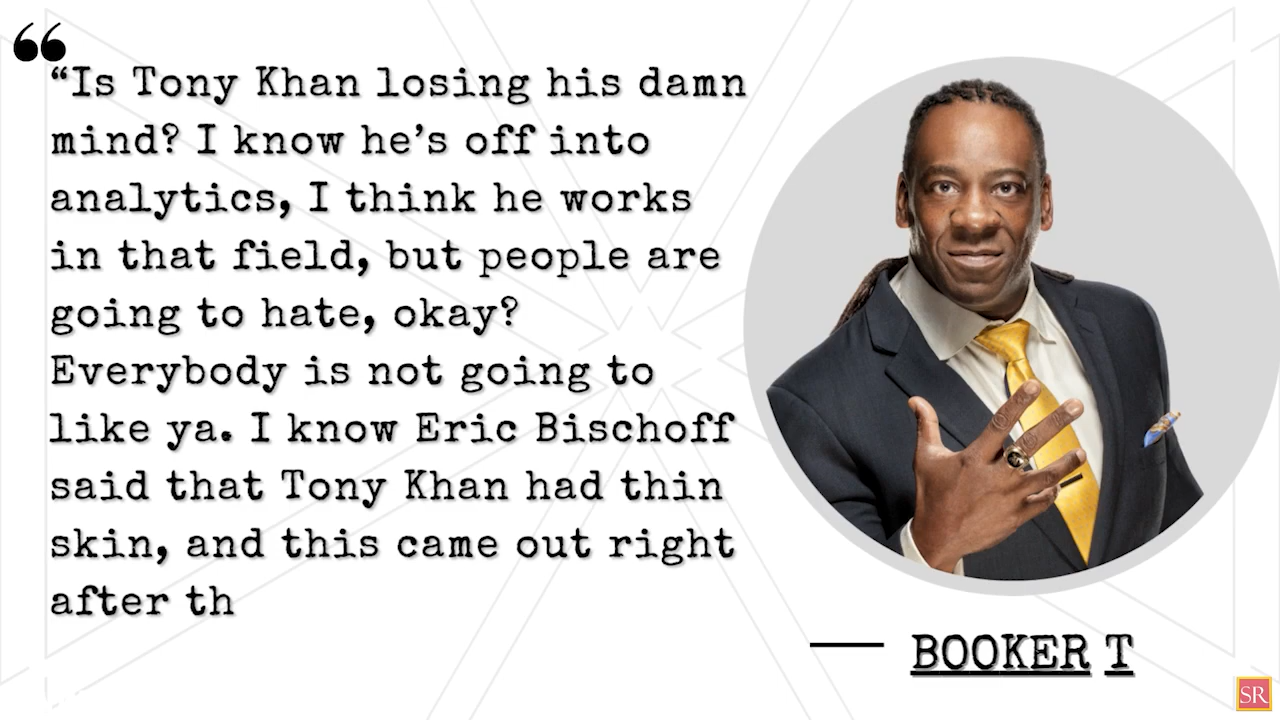 “
“Is Tony Khan losing his damn
mind? I know he’s off into
analytics, I think he works
in that field, but people are
going to hate, okay?
Everybody is not going to
like ya. I know Eric Bischoff
said that Tony Khan had thin
skin, and this came out right
after th
— BOOKER T
SR